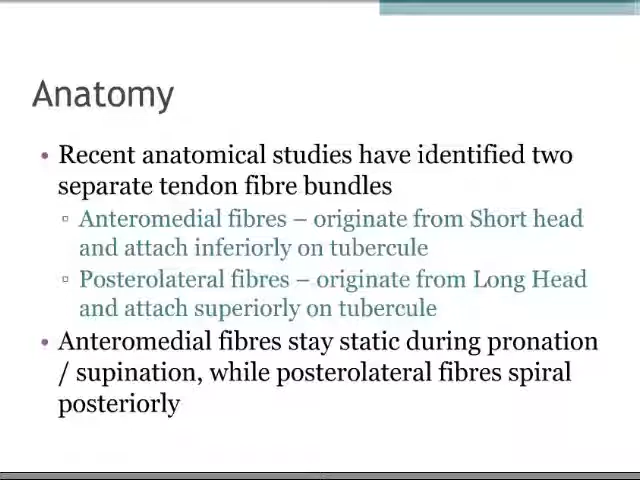 Anatomy
• Recent anatomical studies have identified two
separate tendon fibre bundles
▫ Anteromedial fibres – originate from Short head
and attach inferiorly on tubercule
▫ Posterolateral fibres – originate from Long Head
and attach superiorly on tubercule
• Anteromedial fibres stay static during pronation
/ supination, while posterolateral fibres spiral
posteriorly